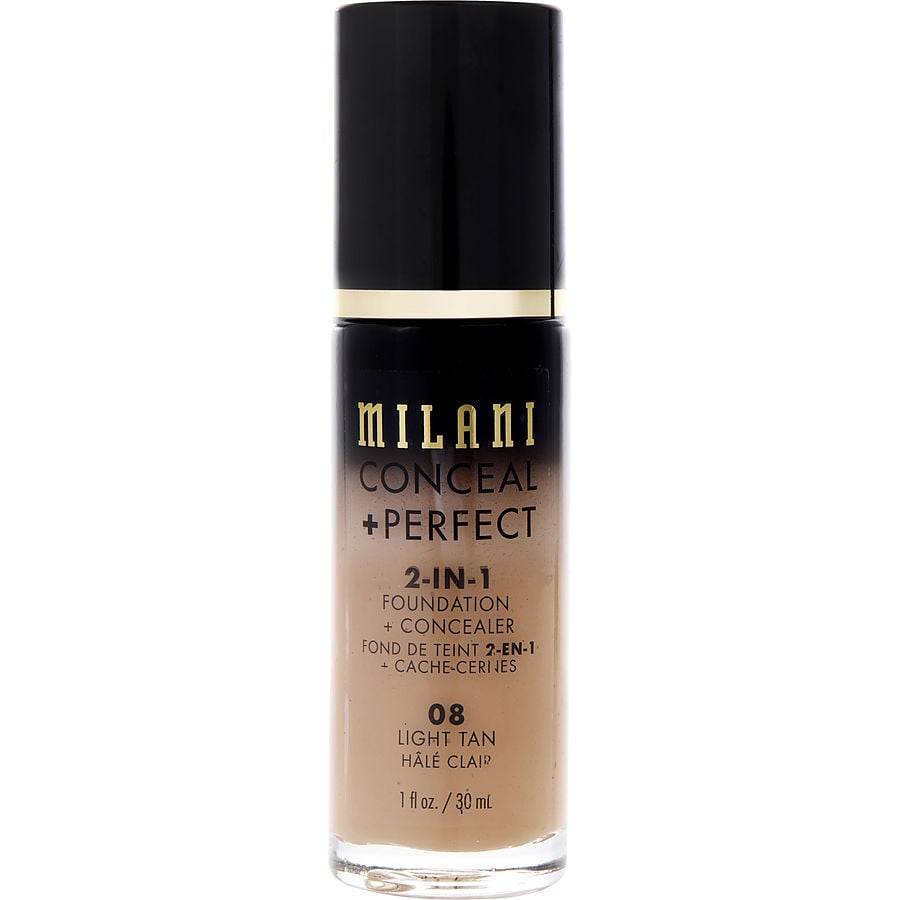 MILANI
CONCEAL
+PERFECT
2-IN-1
FOUNDATION
+ CONCEALER
FOND DE TEINT 2-EN-1
+ CACHE-CERNES
08
LIGHT TAN
HÂLÉ CLAIR
1 fl oz. / 30 mL